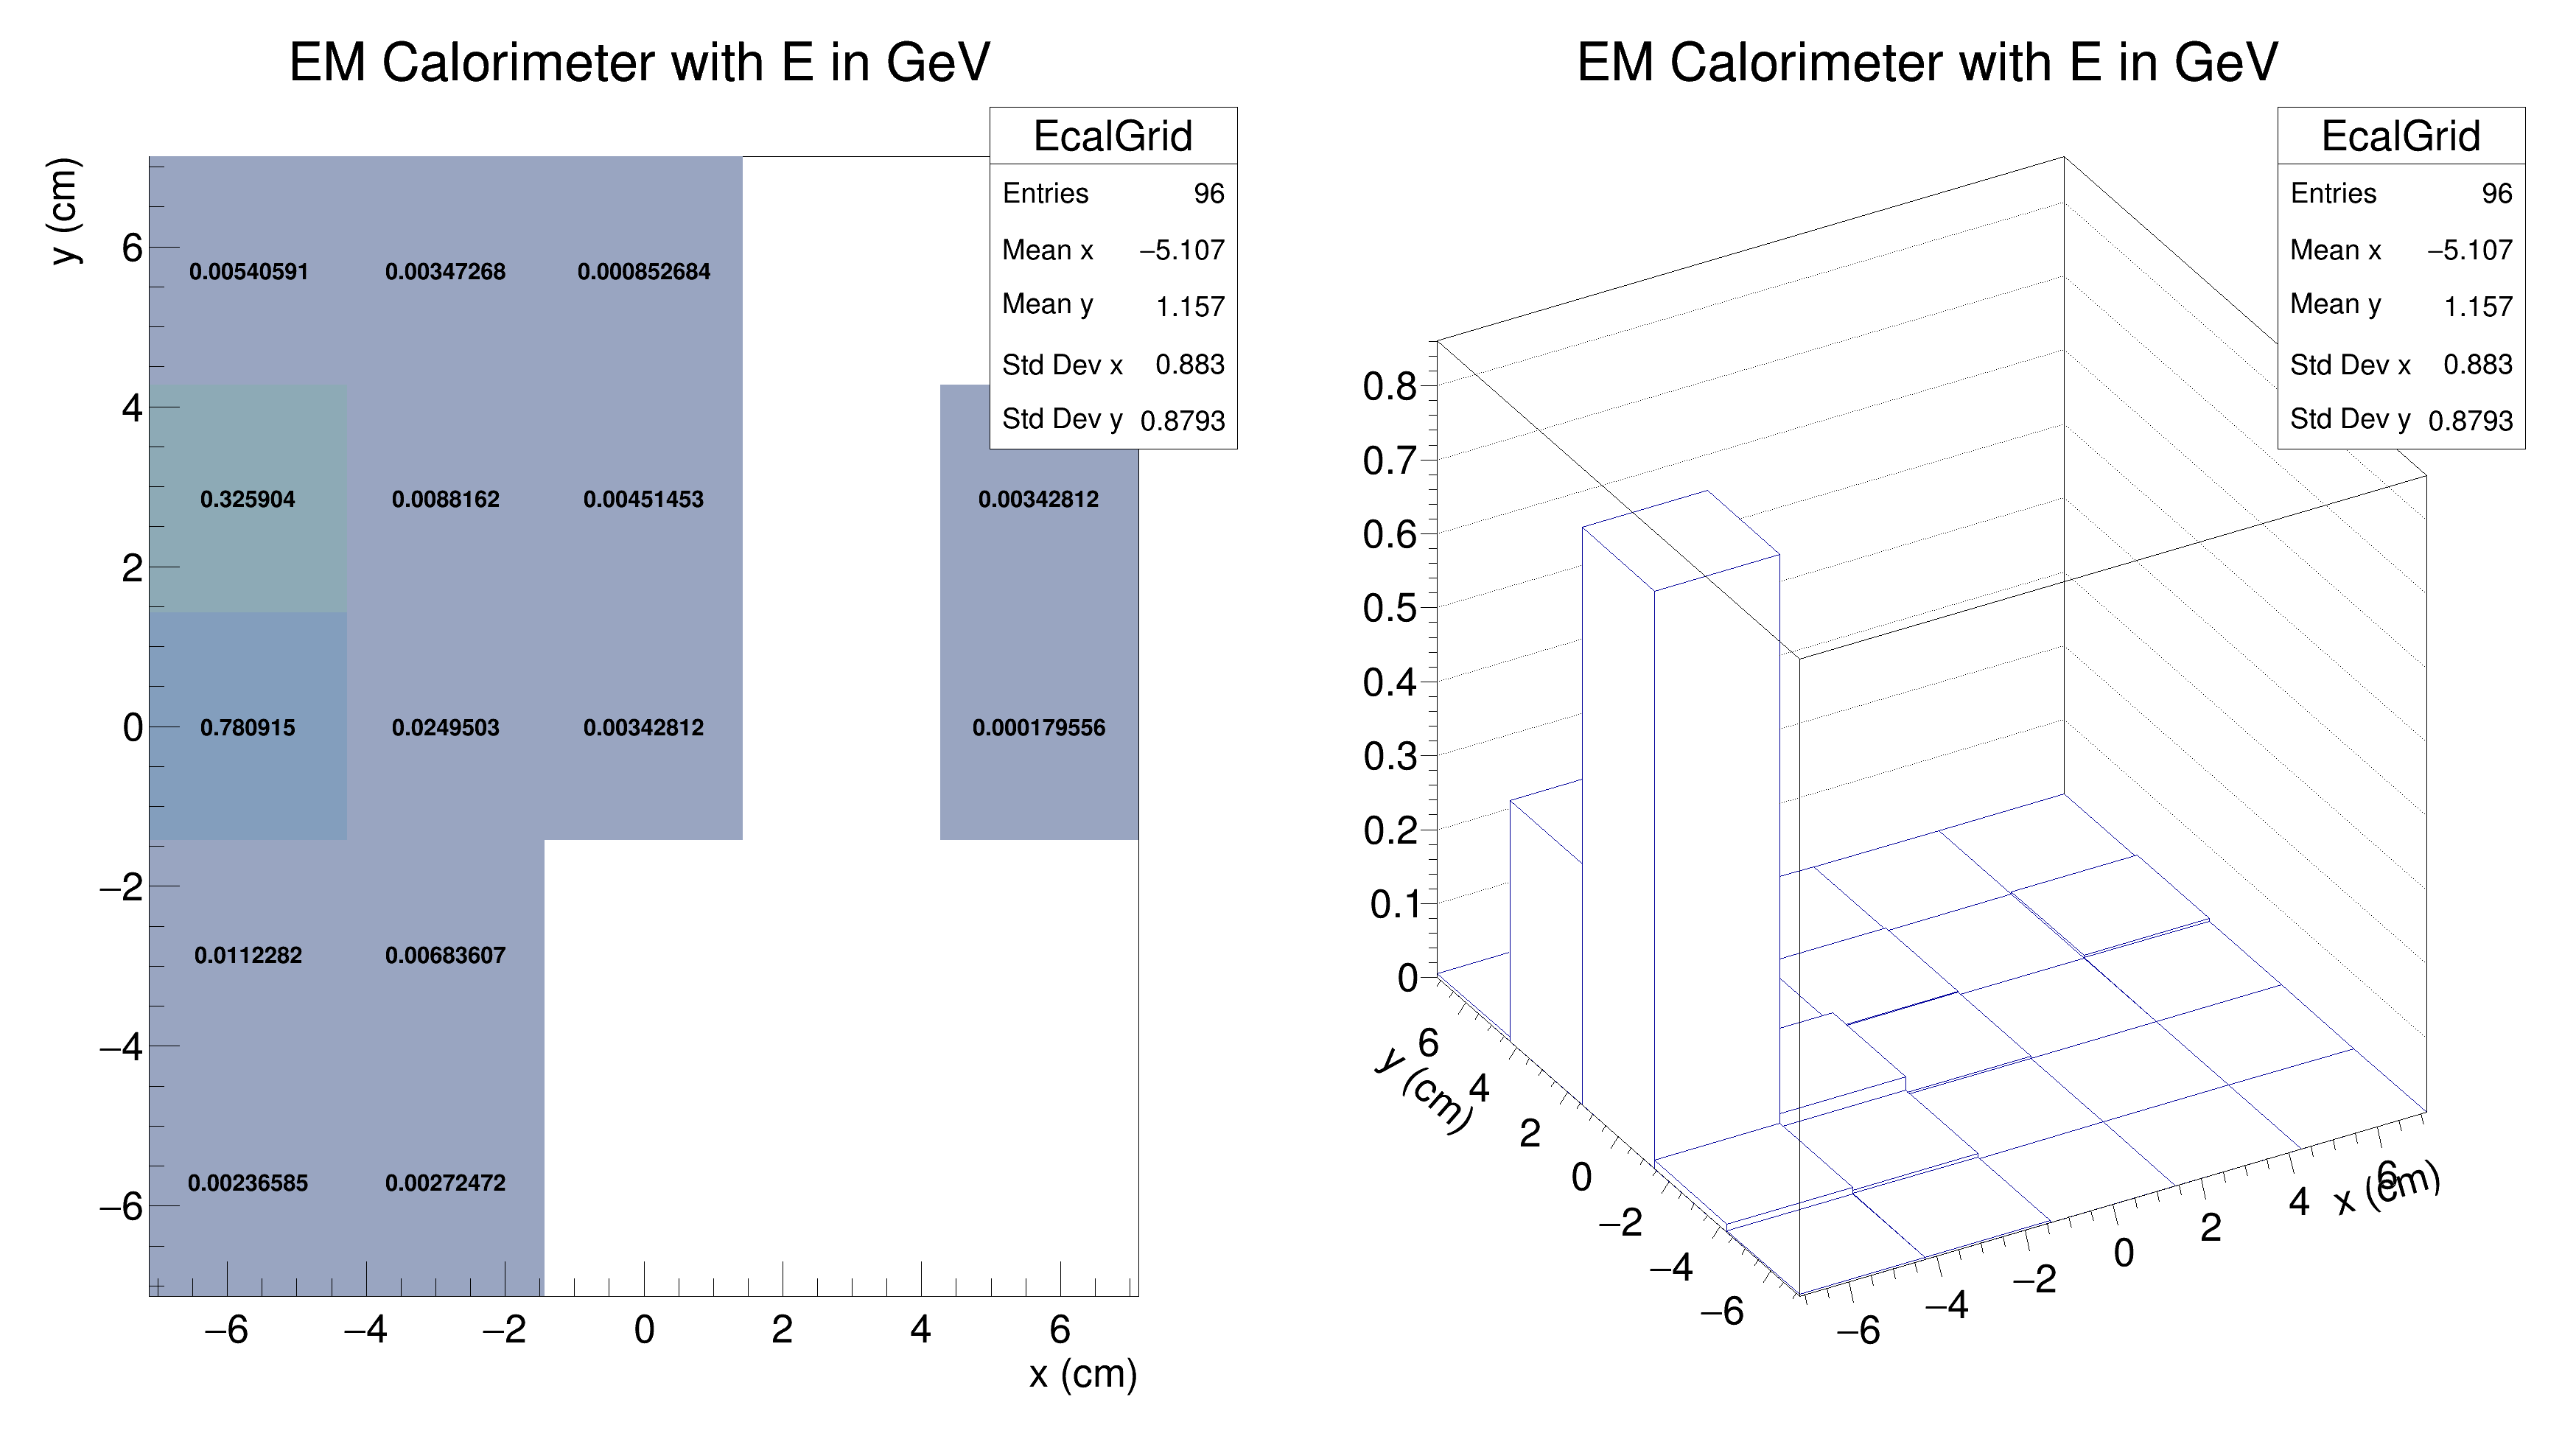 EM Calorimeter with E in GeV
EcalGrid
Entries 96
Mean x −5.107
Mean y 1.157
Std Dev x 0.883
Std Dev y 0.8793
y (cm)
6
4
2
0
−2
−4
−6
0.00540591 0.00347268 0.000852684
0.325904 0.0088162 0.00451453 0.00342812
0.780915 0.0249503 0.00342812 0.000179556
0.0112282 0.00683607
0.00236585 0.00272472
−6 −4 −2 0 2 4 6
x (cm)
EM Calorimeter with E in GeV
EcalGrid
Entries 96
Mean x −5.107
Mean y 1.157
Std Dev x 0.883
Std Dev y 0.8793
0.8
0.7
0.6
0.5
0.4
0.3
0.2
0.1
0
y (cm)
6
4
2
0
−2
−4
−6
−6 −4 −2 0 2 4 6
x (cm)